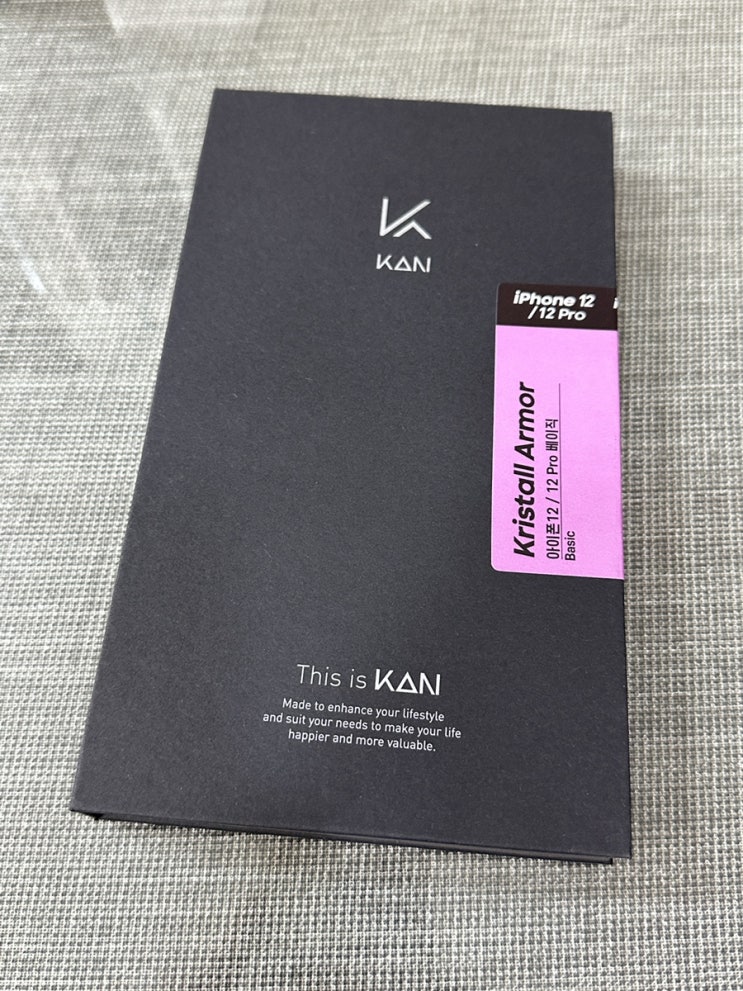 KAN
iPhone 12
/12 Pro
Kristall Armor
아이폰12 / 12 Pro 베이직
Basic
This is KAN
Made to enhance your lifestyle
and suit your needs to make your life
happier and more valuable.